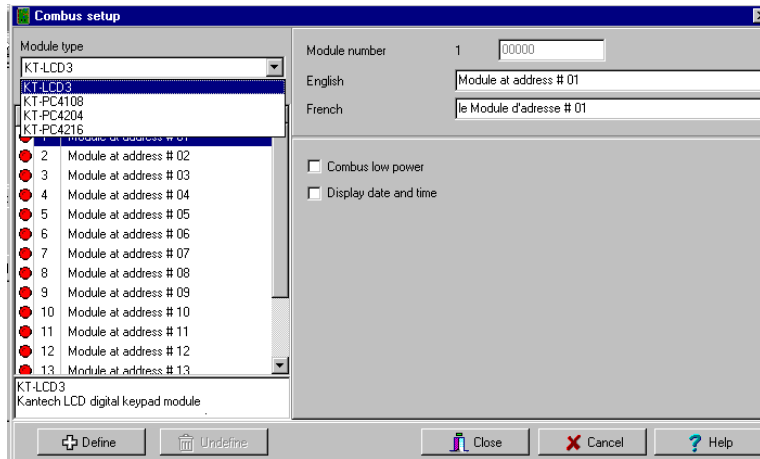 Combus setup
Module type
KT-LCD3
KT-LCD3
KT-PC4108
KT-PC4204
KT-PC4216
1 Module at address # 01
2 Module at address # 02
3 Module at address # 03
4 Module at address # 04
5 Module at address # 05
6 Module at address # 06
7 Module at address # 07
8 Module at address # 08
9 Module at address # 09
10 Module at address # 10
11 Module at address # 11
12 Module at address # 12
13 Module at address # 13
KT-LCD3
Kantech LCD digital keypad module
Module number 1 00000
English Module at address # 01
French le Module d'adresse # 01
Combus low power
Display date and time
Define Undefine Close Cancel Help